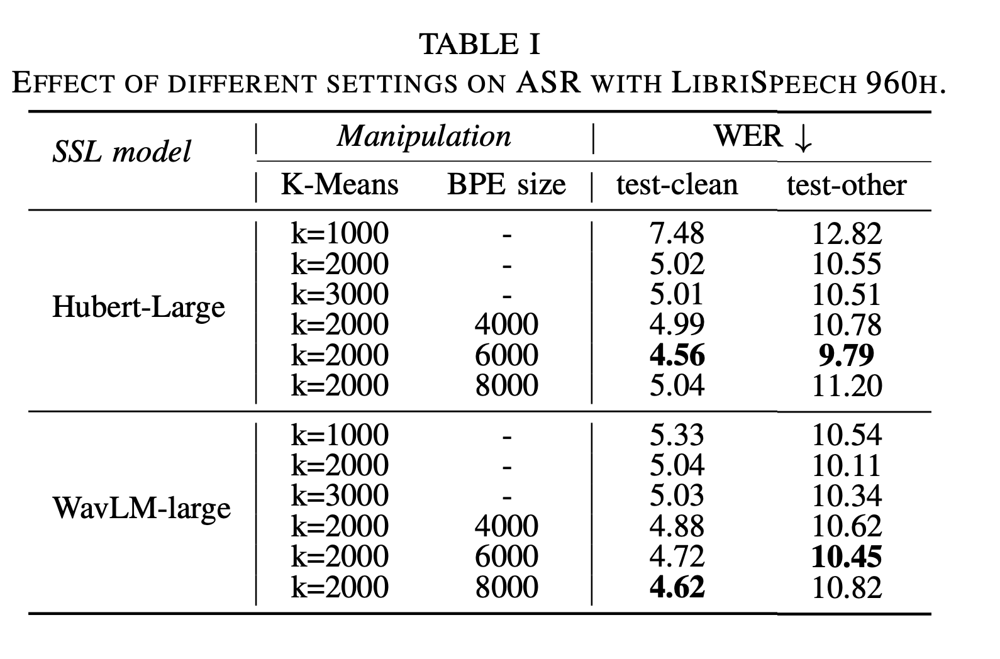 TABLE I
EFFECT OF DIFFERENT SETTINGS ON ASR WITH LIBRISPEECH 960H.
SSL model | Manipulation | WER ↓
| K-Means BPE size | test-clean test-other
Hubert-Large
k=1000 - 7.48 12.82
k=2000 - 5.02 10.55
k=3000 - 5.01 10.51
k=2000 4000 4.99 10.78
k=2000 6000 4.56 9.79
k=2000 8000 5.04 11.20
WavLM-large
k=1000 - 5.33 10.54
k=2000 - 5.04 10.11
k=3000 - 5.03 10.34
k=2000 4000 4.88 10.62
k=2000 6000 4.72 10.45
k=2000 8000 4.62 10.82